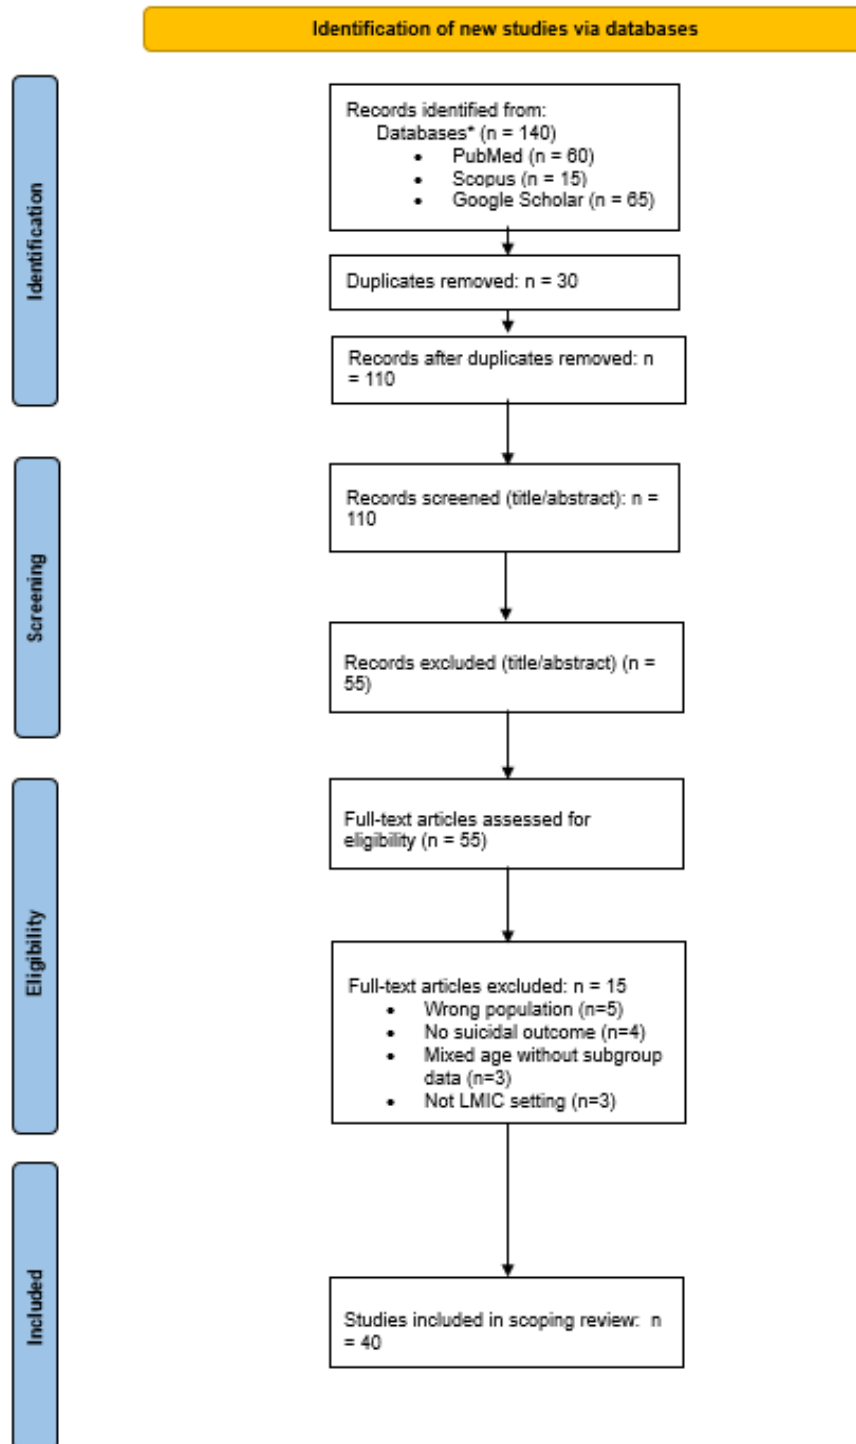 Identification of new studies via databases
Identification
Records identified from:
Databases* (n = 140)
• PubMed (n = 60)
• Scopus (n = 15)
• Google Scholar (n = 65)
Duplicates removed: n = 30
Records after duplicates removed: n
= 110
Screening
Records screened (title/abstract): n =
110
Records excluded (title/abstract) (n =
55)
Eligibility
Full-text articles assessed for
eligibility (n = 55)
Full-text articles excluded: n = 15
• Wrong population (n=5)
• No suicidal outcome (n=4)
• Mixed age without subgroup
data (n=3)
• Not LMIC setting (n=3)
Included
Studies included in scoping review: n
= 40